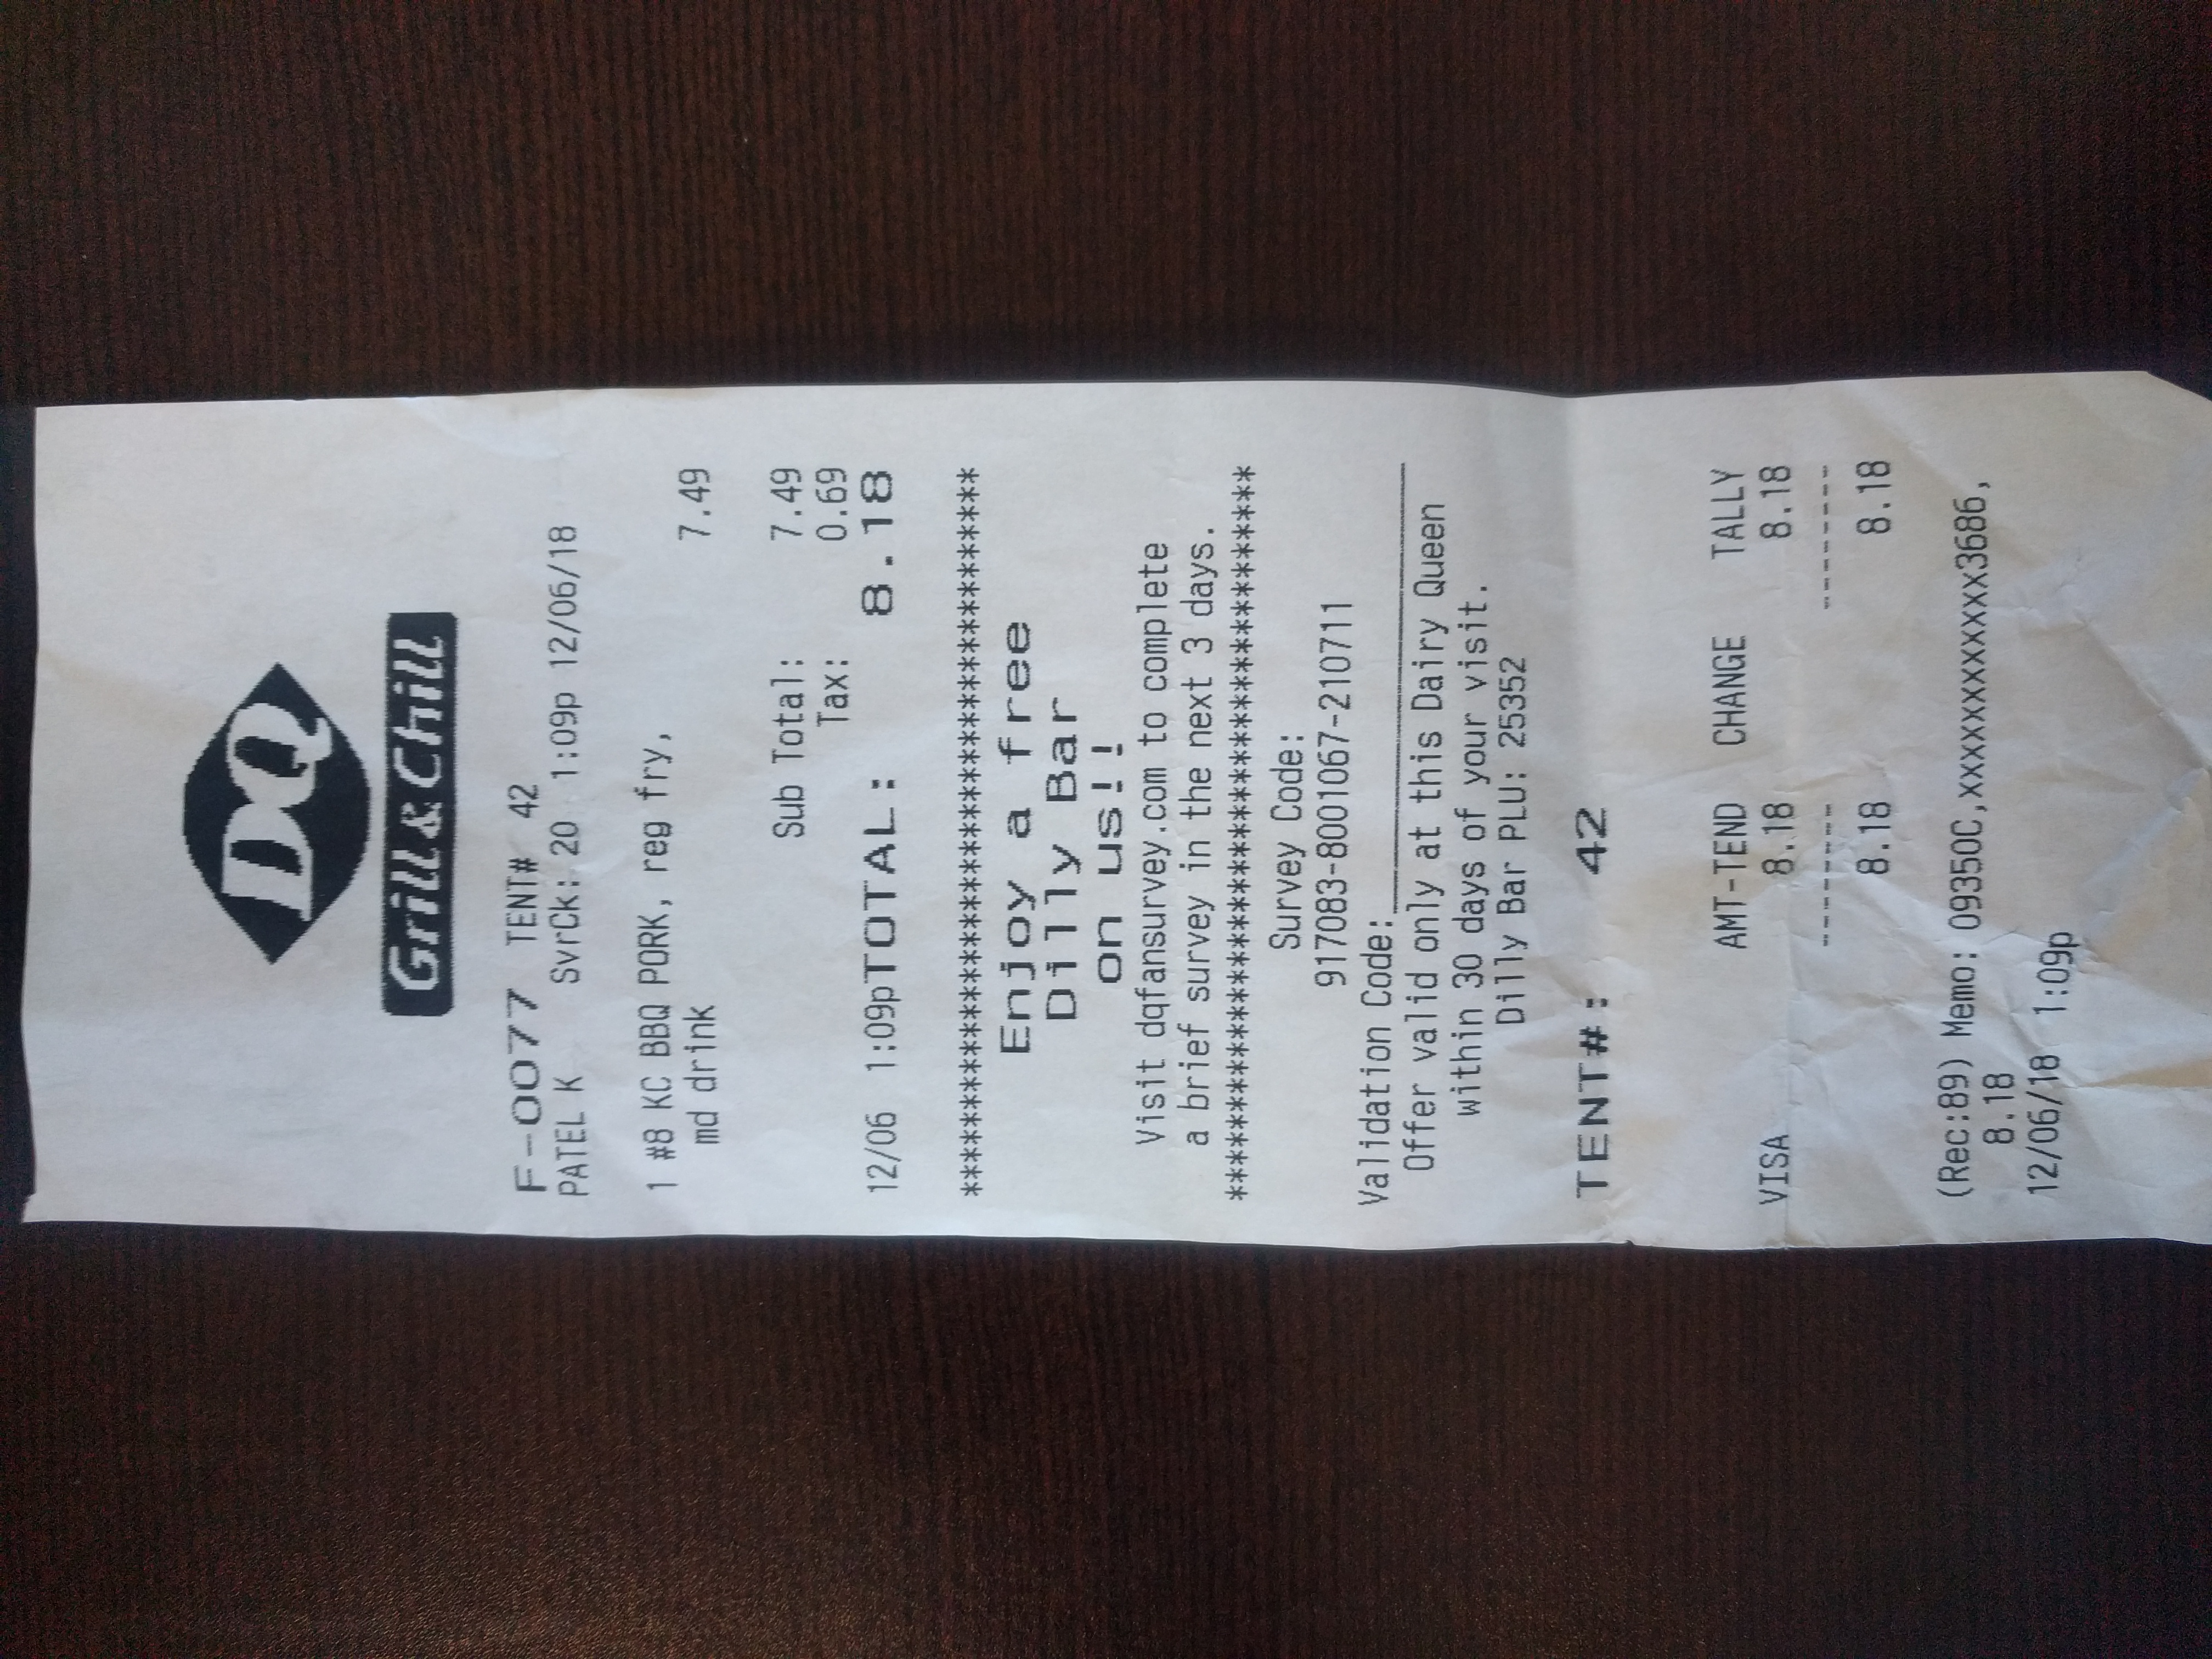 DQ
Grill & Chill
F-0077 TENT# 42
PATEL K SvrCk: 20 1:09p 12/06/18
1 #8 KC BBQ PORK, reg fry, 7.49
md drink
Sub Total: 7.49
Tax: 0.69
12/06 1:09pTOTAL: 8.18
****************************************
Enjoy a free
Dilly Bar
on us!!
Visit dqfansurvey.com to complete
a brief survey in the next 3 days.
****************************************
Survey Code:
917083-8001067-210711
Validation Code:____________________
Offer valid only at this Dairy Queen
within 30 days of your visit.
Dilly Bar PLU: 25352
TENT#: 42
AMT-TEND CHANGE TALLY
VISA 8.18 8.18
--------- ---------
8.18 8.18
(Rec:89) Memo: 09350C,xxxxxxxxxxxx3686,
8.18
12/06/18 1:09p